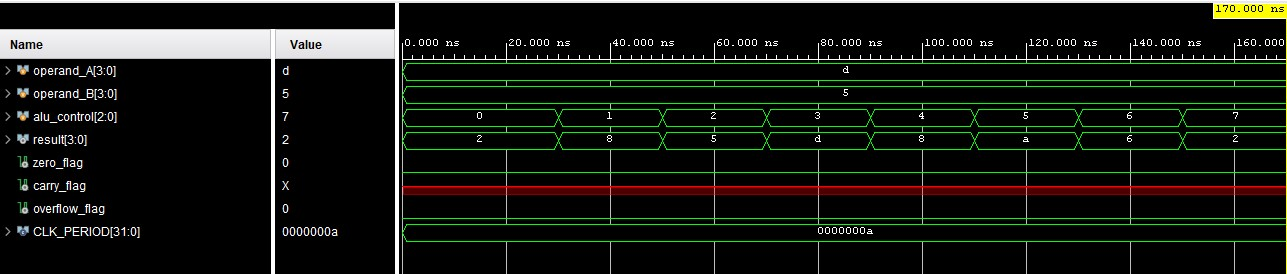 170.000 ns
Name Value 0.000 ns 20.000 ns 40.000 ns 60.000 ns 80.000 ns 100.000 ns 120.000 ns 140.000 ns 160.000
operand_A[3:0] d d
operand_B[3:0] 5 5
alu_control[2:0] 7 0 1 2 3 4 5 6 7
result[3:0] 2 2 8 5 d 8 a 6 2
zero_flag 0
carry_flag X
overflow_flag 0
CLK_PERIOD[31:0] 0000000a 0000000a